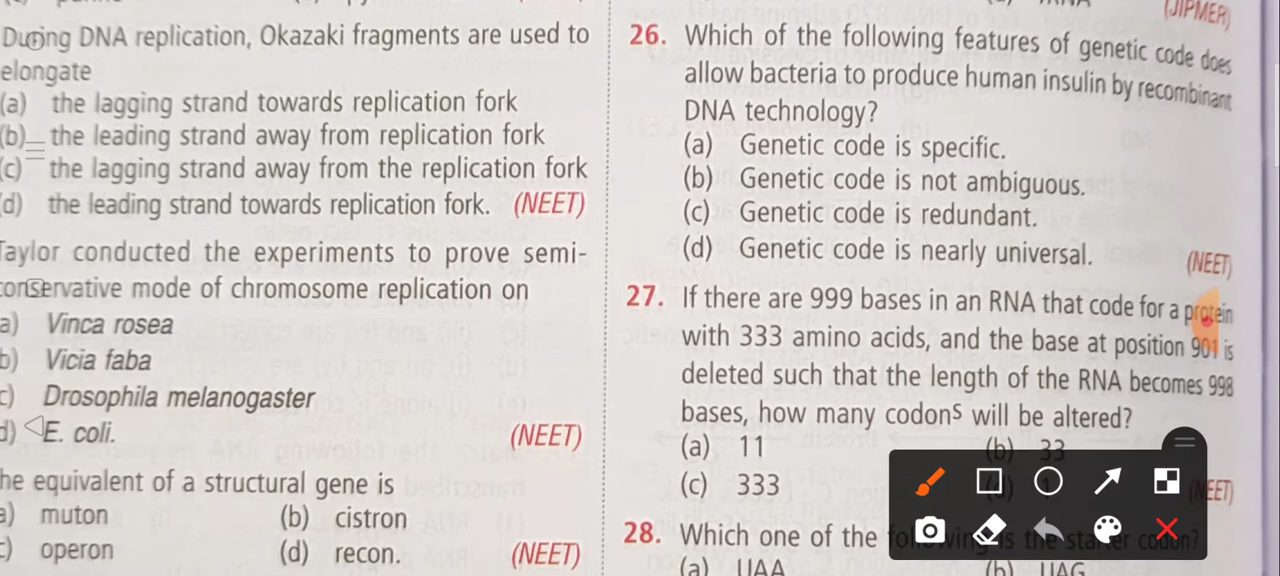 (JIPMER)
During DNA replication, Okazaki fragments are used to
elongate
(a) the lagging strand towards replication fork
(b) the leading strand away from replication fork
(c) the lagging strand away from the replication fork
(d) the leading strand towards replication fork. (NEET)
Taylor conducted the experiments to prove semi-
conservative mode of chromosome replication on
a) Vinca rosea
b) Vicia faba
c) Drosophila melanogaster
d) E. coli. (NEET)
he equivalent of a structural gene is
a) muton (b) cistron
c) operon (d) recon. (NEET)
26. Which of the following features of genetic code does
allow bacteria to produce human insulin by recombinant
DNA technology?
(a) Genetic code is specific.
(b) Genetic code is not ambiguous.
(c) Genetic code is redundant.
(d) Genetic code is nearly universal. (NEET)
27. If there are 999 bases in an RNA that code for a protein
with 333 amino acids, and the base at position 901 is
deleted such that the length of the RNA becomes 998
bases, how many codons will be altered?
(a) 11 (b) 33
(c) 333 (NEET)
28. Which one of the following is the starter codon?
(a) UAA (b) UAG